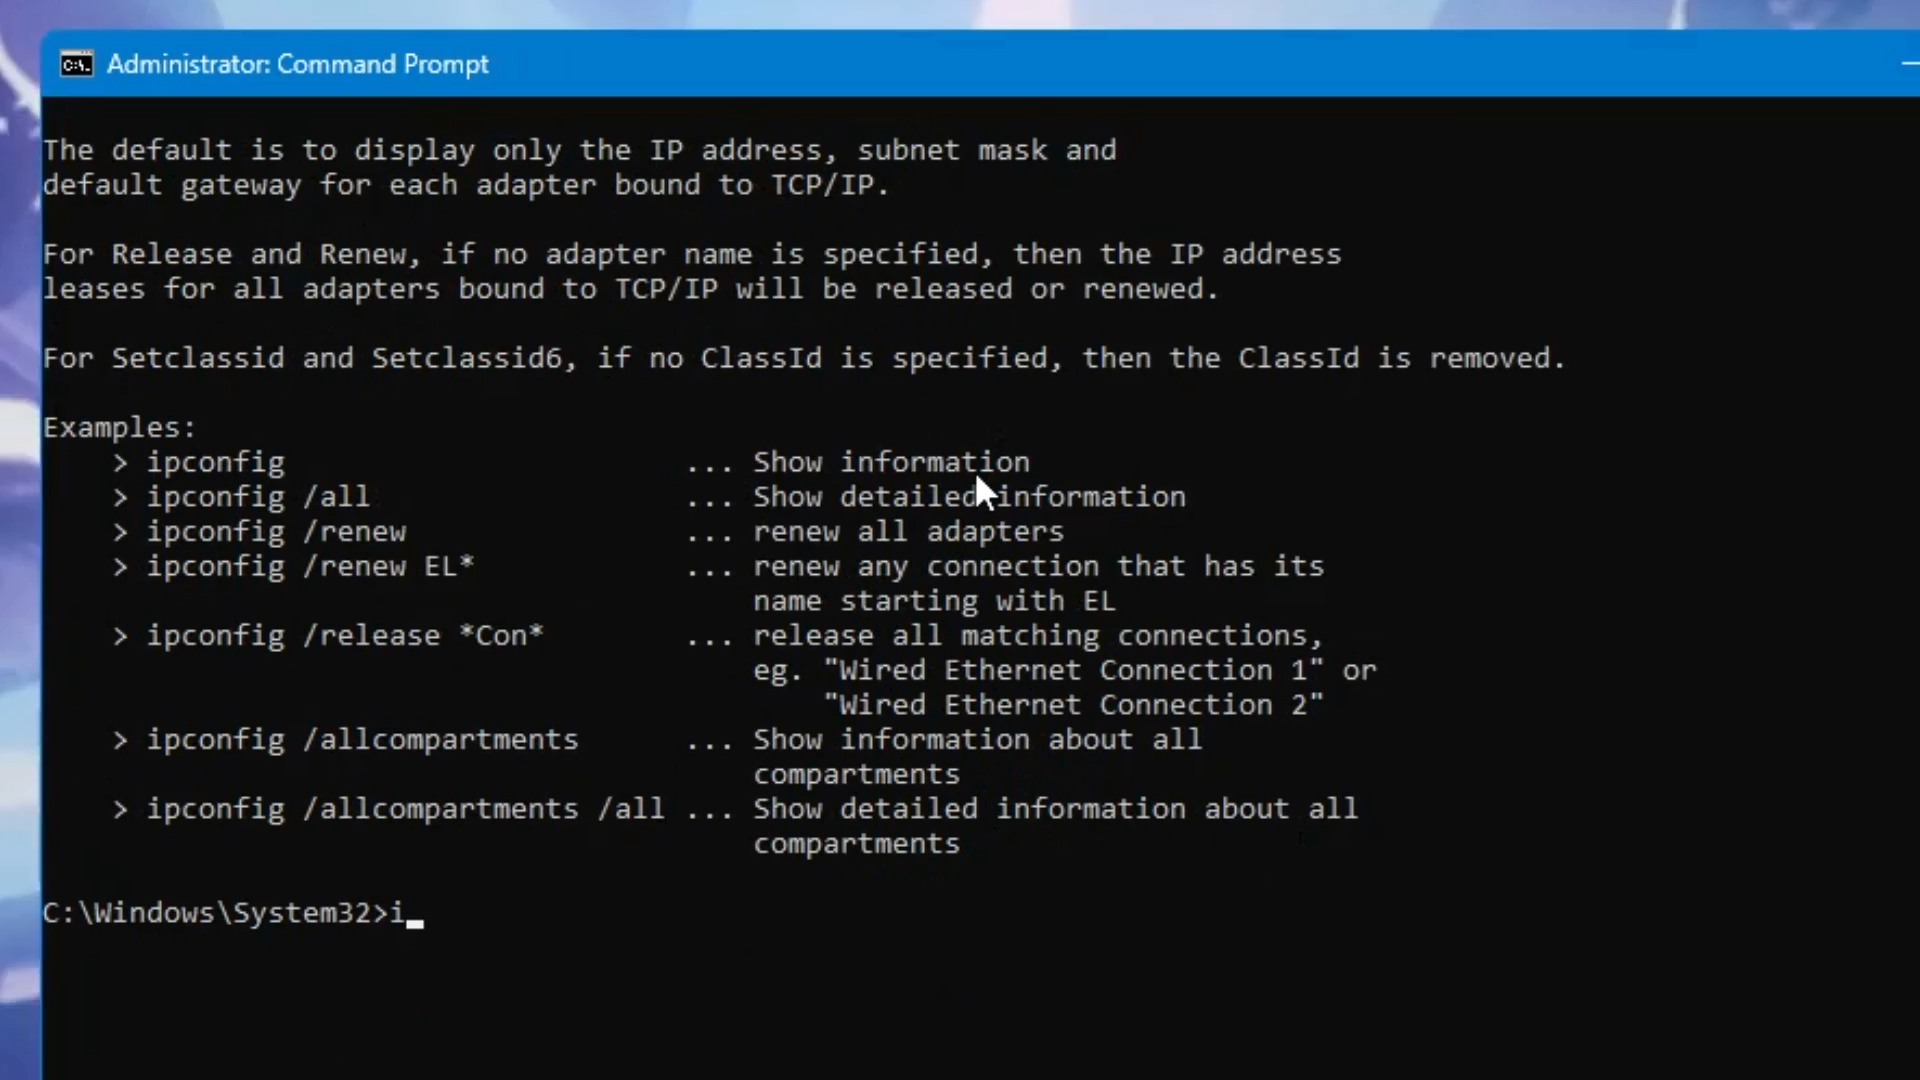 Administrator: Command Prompt
The default is to display only the IP address, subnet mask and
default gateway for each adapter bound to TCP/IP.
For Release and Renew, if no adapter name is specified, then the IP address
leases for all adapters bound to TCP/IP will be released or renewed.
For Setclassid and Setclassid6, if no ClassId is specified, then the ClassId is removed.
Examples:
> ipconfig ... Show information
> ipconfig /all ... Show detailed information
> ipconfig /renew ... renew all adapters
> ipconfig /renew EL* ... renew any connection that has its
name starting with EL
> ipconfig /release *Con* ... release all matching connections,
eg. "Wired Ethernet Connection 1" or
"Wired Ethernet Connection 2"
> ipconfig /allcompartments ... Show information about all
compartments
> ipconfig /allcompartments /all ... Show detailed information about all
compartments
C:\Windows\System32>i_